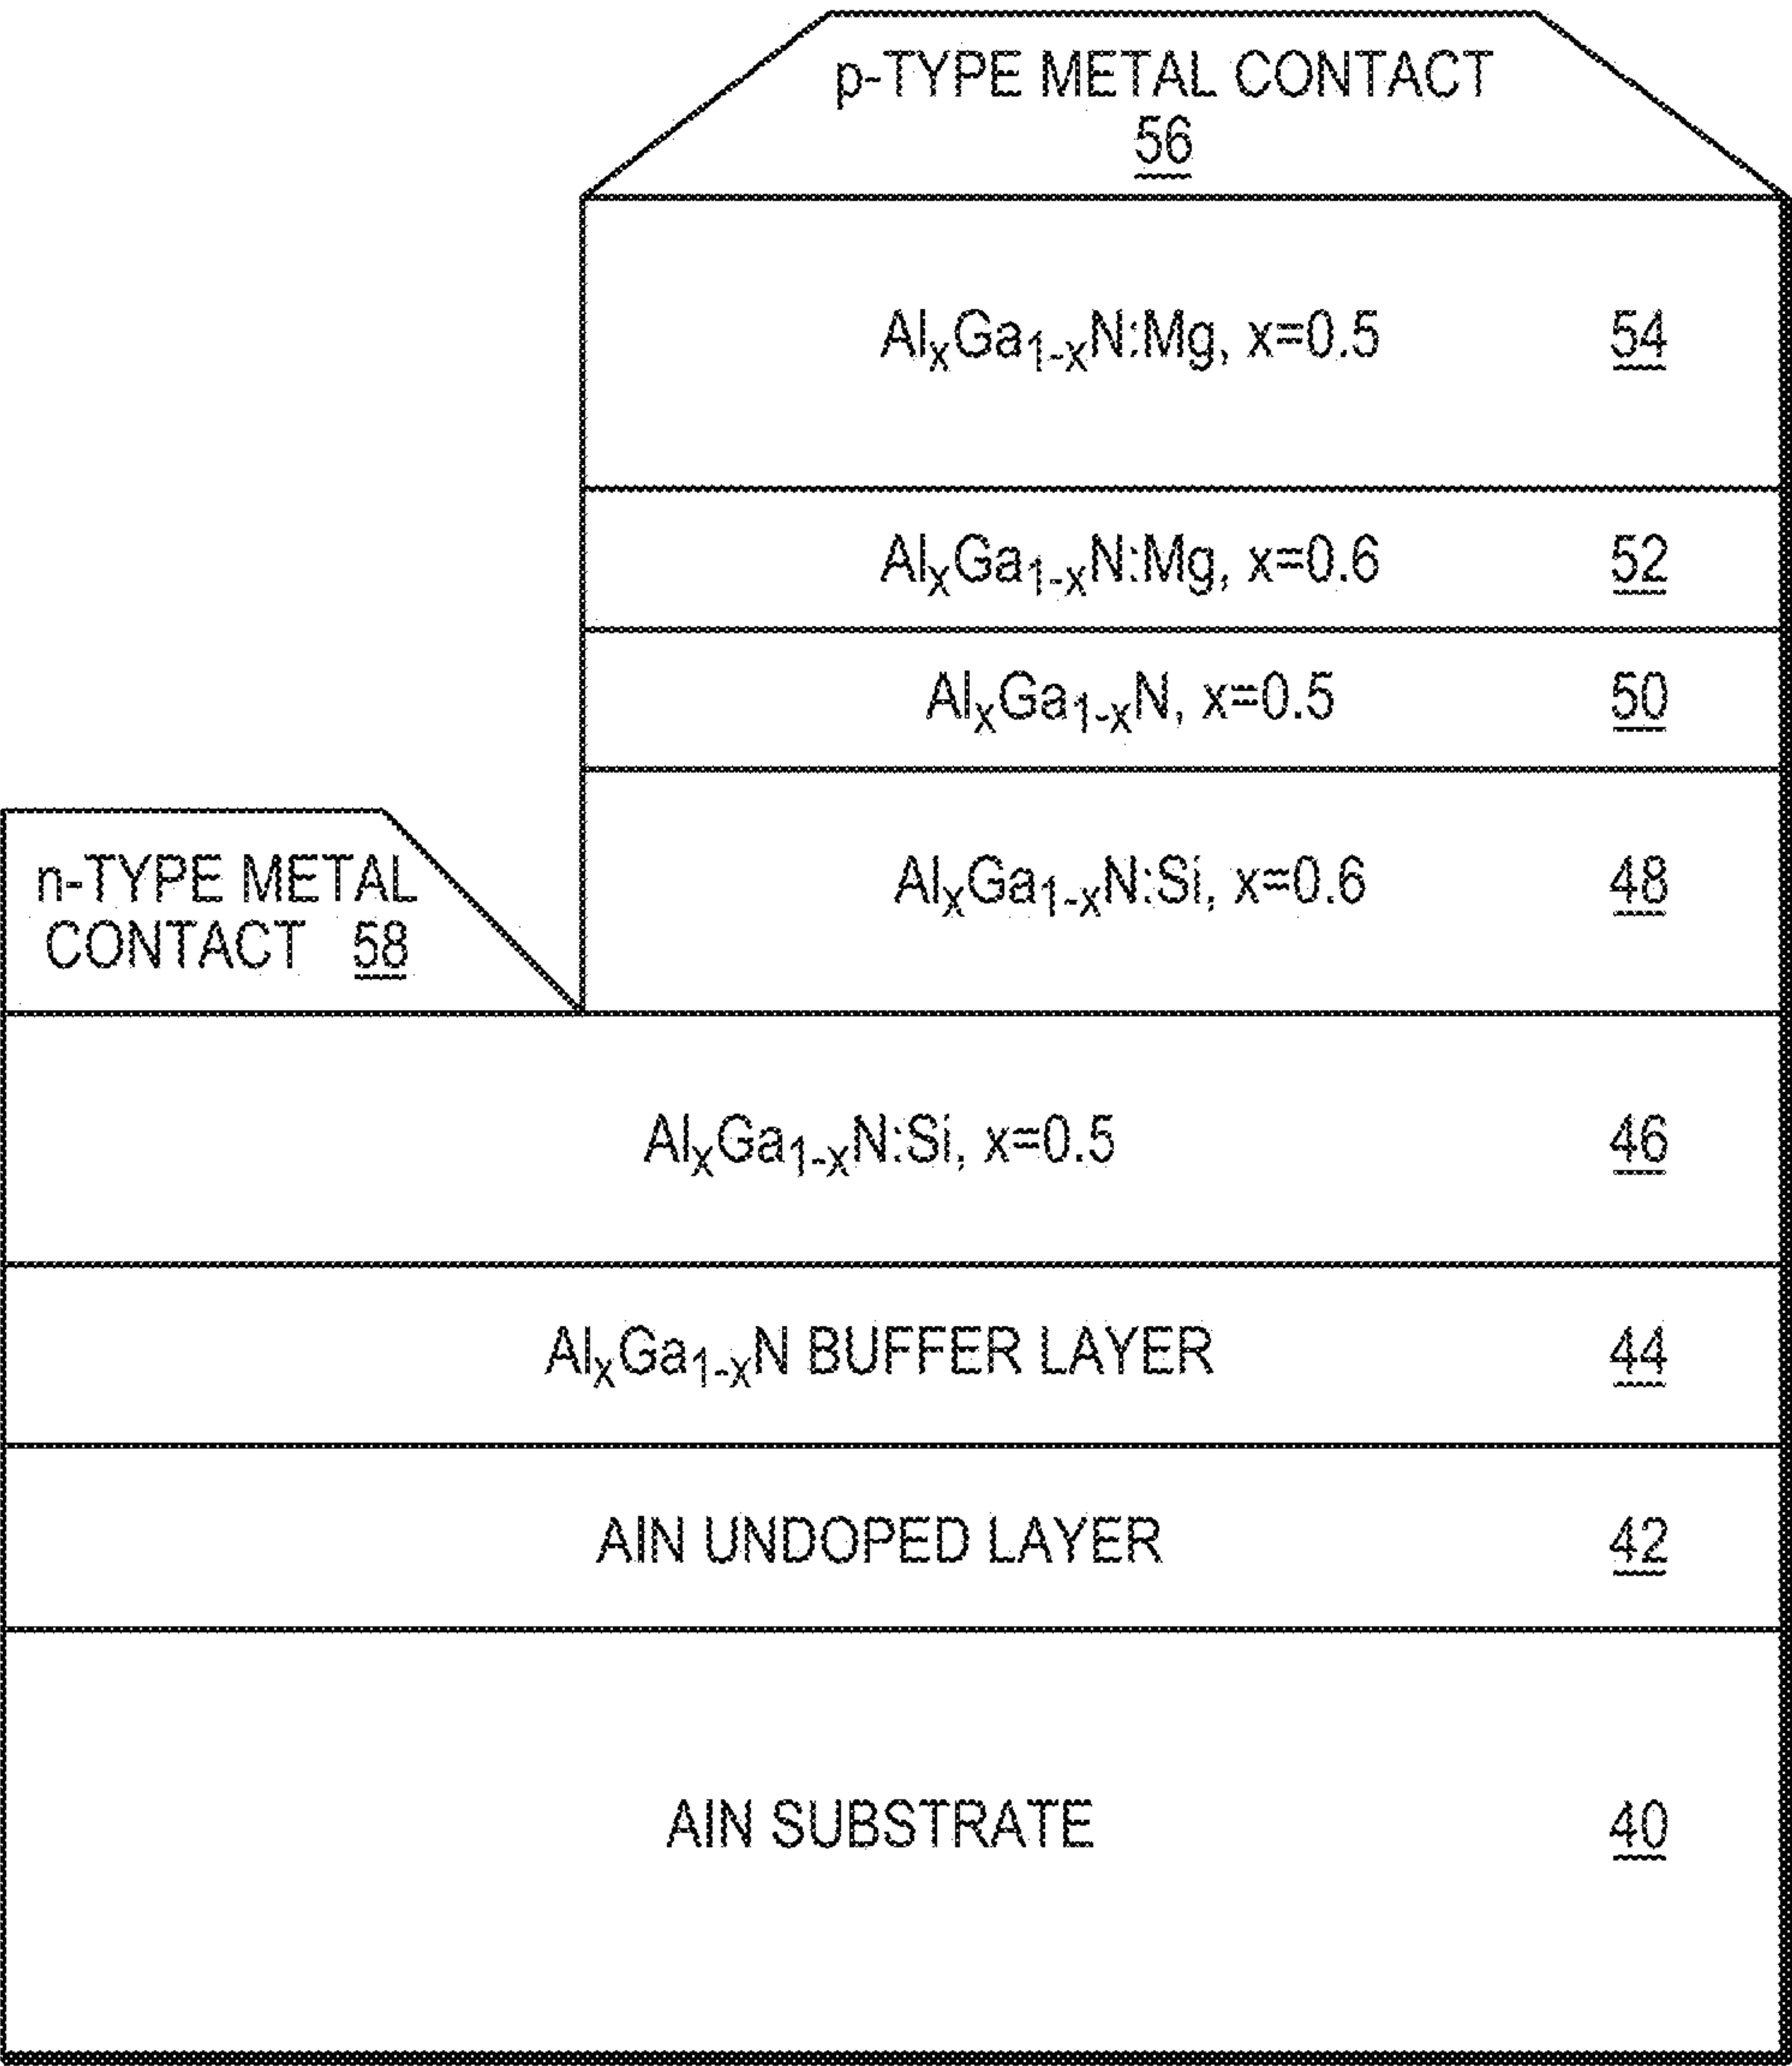 p-TYPE METAL CONTACT
56
AlₓGa₁₋ₓN:Mg, x=0.5 54
AlₓGa₁₋ₓN:Mg, x=0.6 52
AlₓGa₁₋ₓN, x=0.5 50
AlₓGa₁₋ₓN:Si, x=0.6 48
n-TYPE METAL
CONTACT 58
AlₓGa₁₋ₓN:Si, x=0.5 46
AlₓGa₁₋ₓN BUFFER LAYER 44
AlN UNDOPED LAYER 42
AlN SUBSTRATE 40